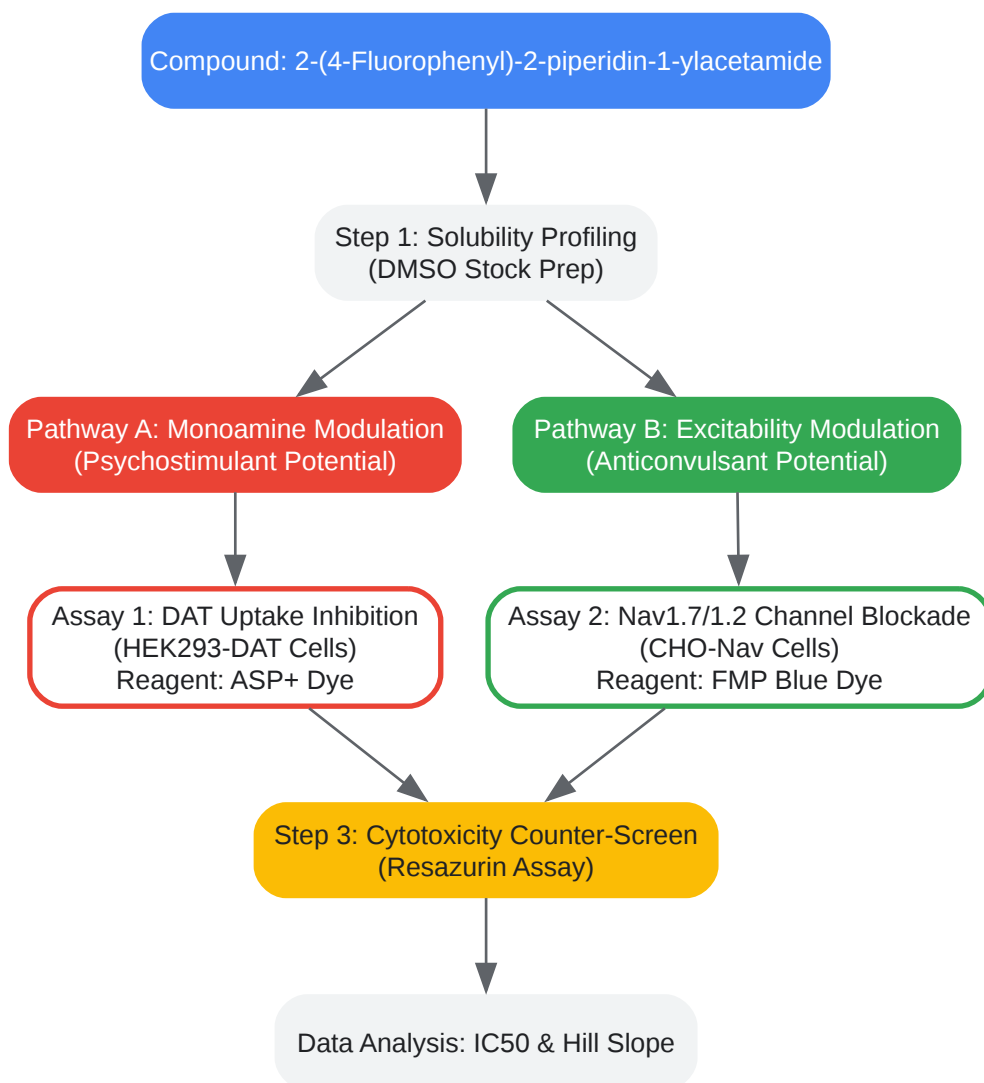 Compound: 2-(4-Fluorophenyl)-2-piperidin-1-ylacetamide
Step 1: Solubility Profiling
(DMSO Stock Prep)
Pathway A: Monoamine Modulation
(Psychostimulant Potential)
Pathway B: Excitability Modulation
(Anticonvulsant Potential)
Assay 1: DAT Uptake Inhibition
(HEK293-DAT Cells)
Reagent: ASP+ Dye
Assay 2: Nav1.7/1.2 Channel Blockade
(CHO-Nav Cells)
Reagent: FMP Blue Dye
Step 3: Cytotoxicity Counter-Screen
(Resazurin Assay)
Data Analysis: IC50 & Hill Slope